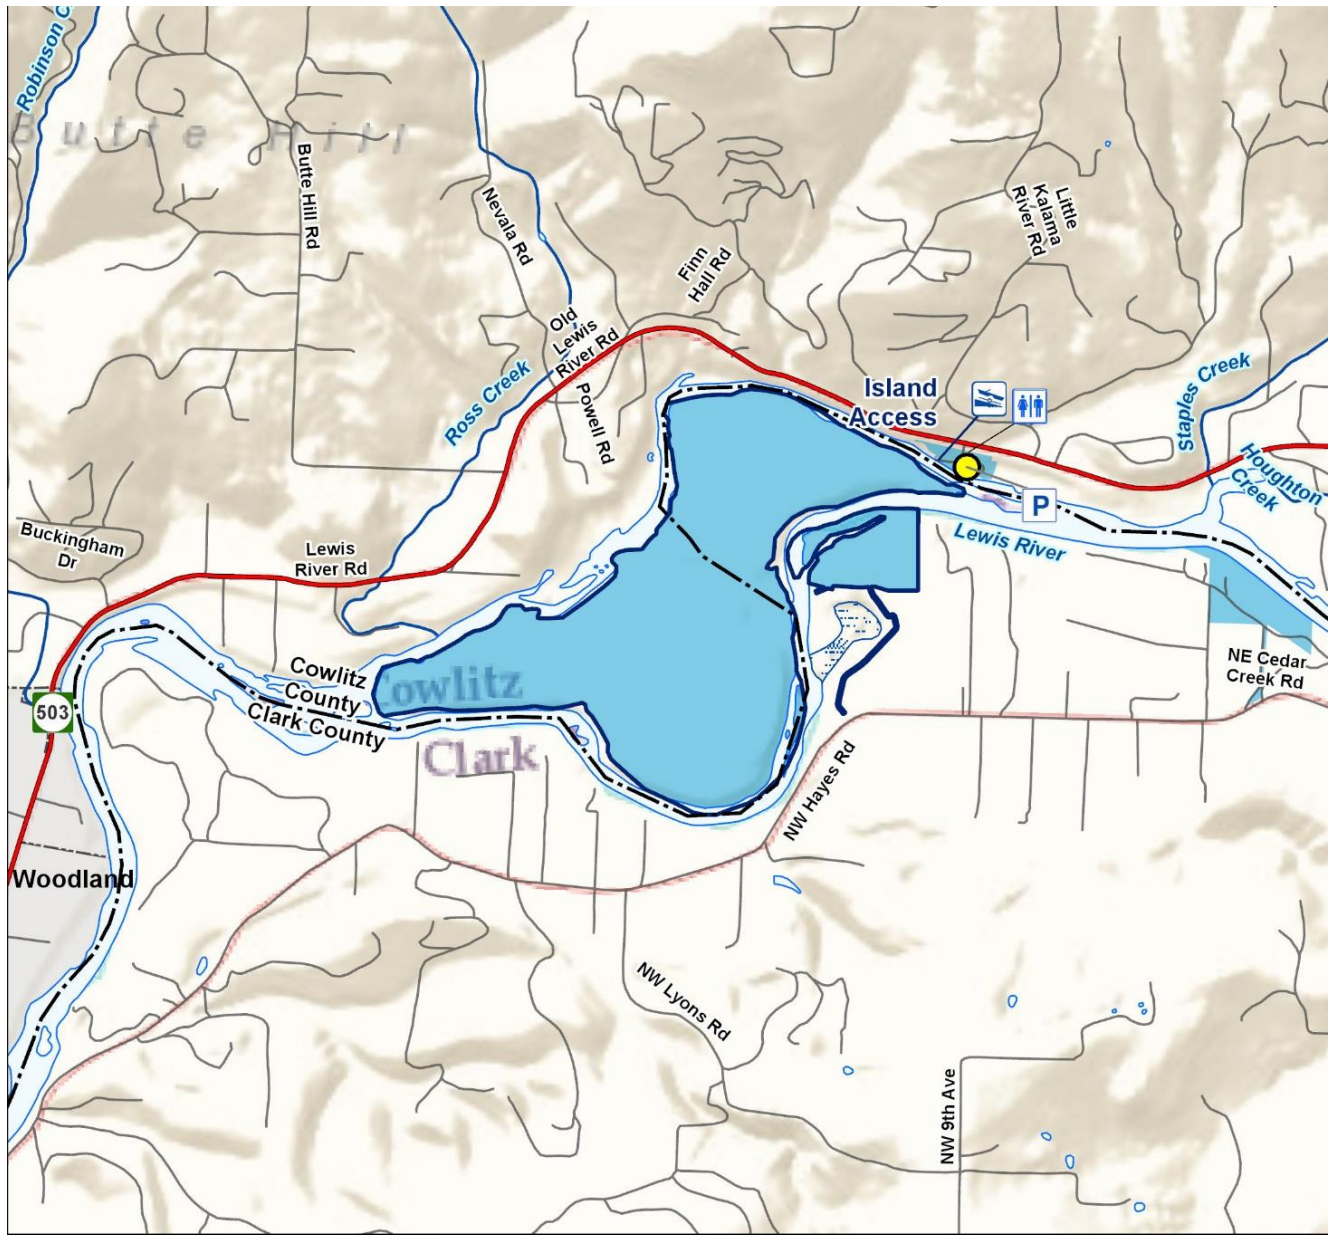 Robinson C
Butte Hill
Butte Hill Rd
Nevala Rd
Finn
Hall Rd
Little
Kalama
River Rd
Old
Lewis
River Rd
Ross Creek
Powell Rd
Island
Access
Staples Creek
Houghton
Creek
P
Lewis River
Buckingham
Dr
Lewis
River Rd
NE Cedar
Creek Rd
Cowlitz
County
Cowlitz
Clark County
503
Clark
NW Hayes Rd
Woodland
NW Lyons Rd
NW 9th Ave